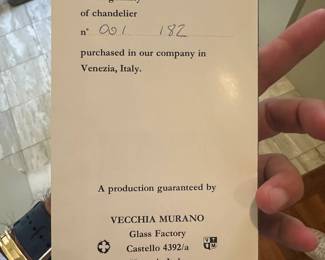 of chandelier
n° 001 182
purchased in our company in
Venezia, Italy.
A production guaranteed by
VECCHIA MURANO
Glass Factory
Castello 4392/a
V T
M